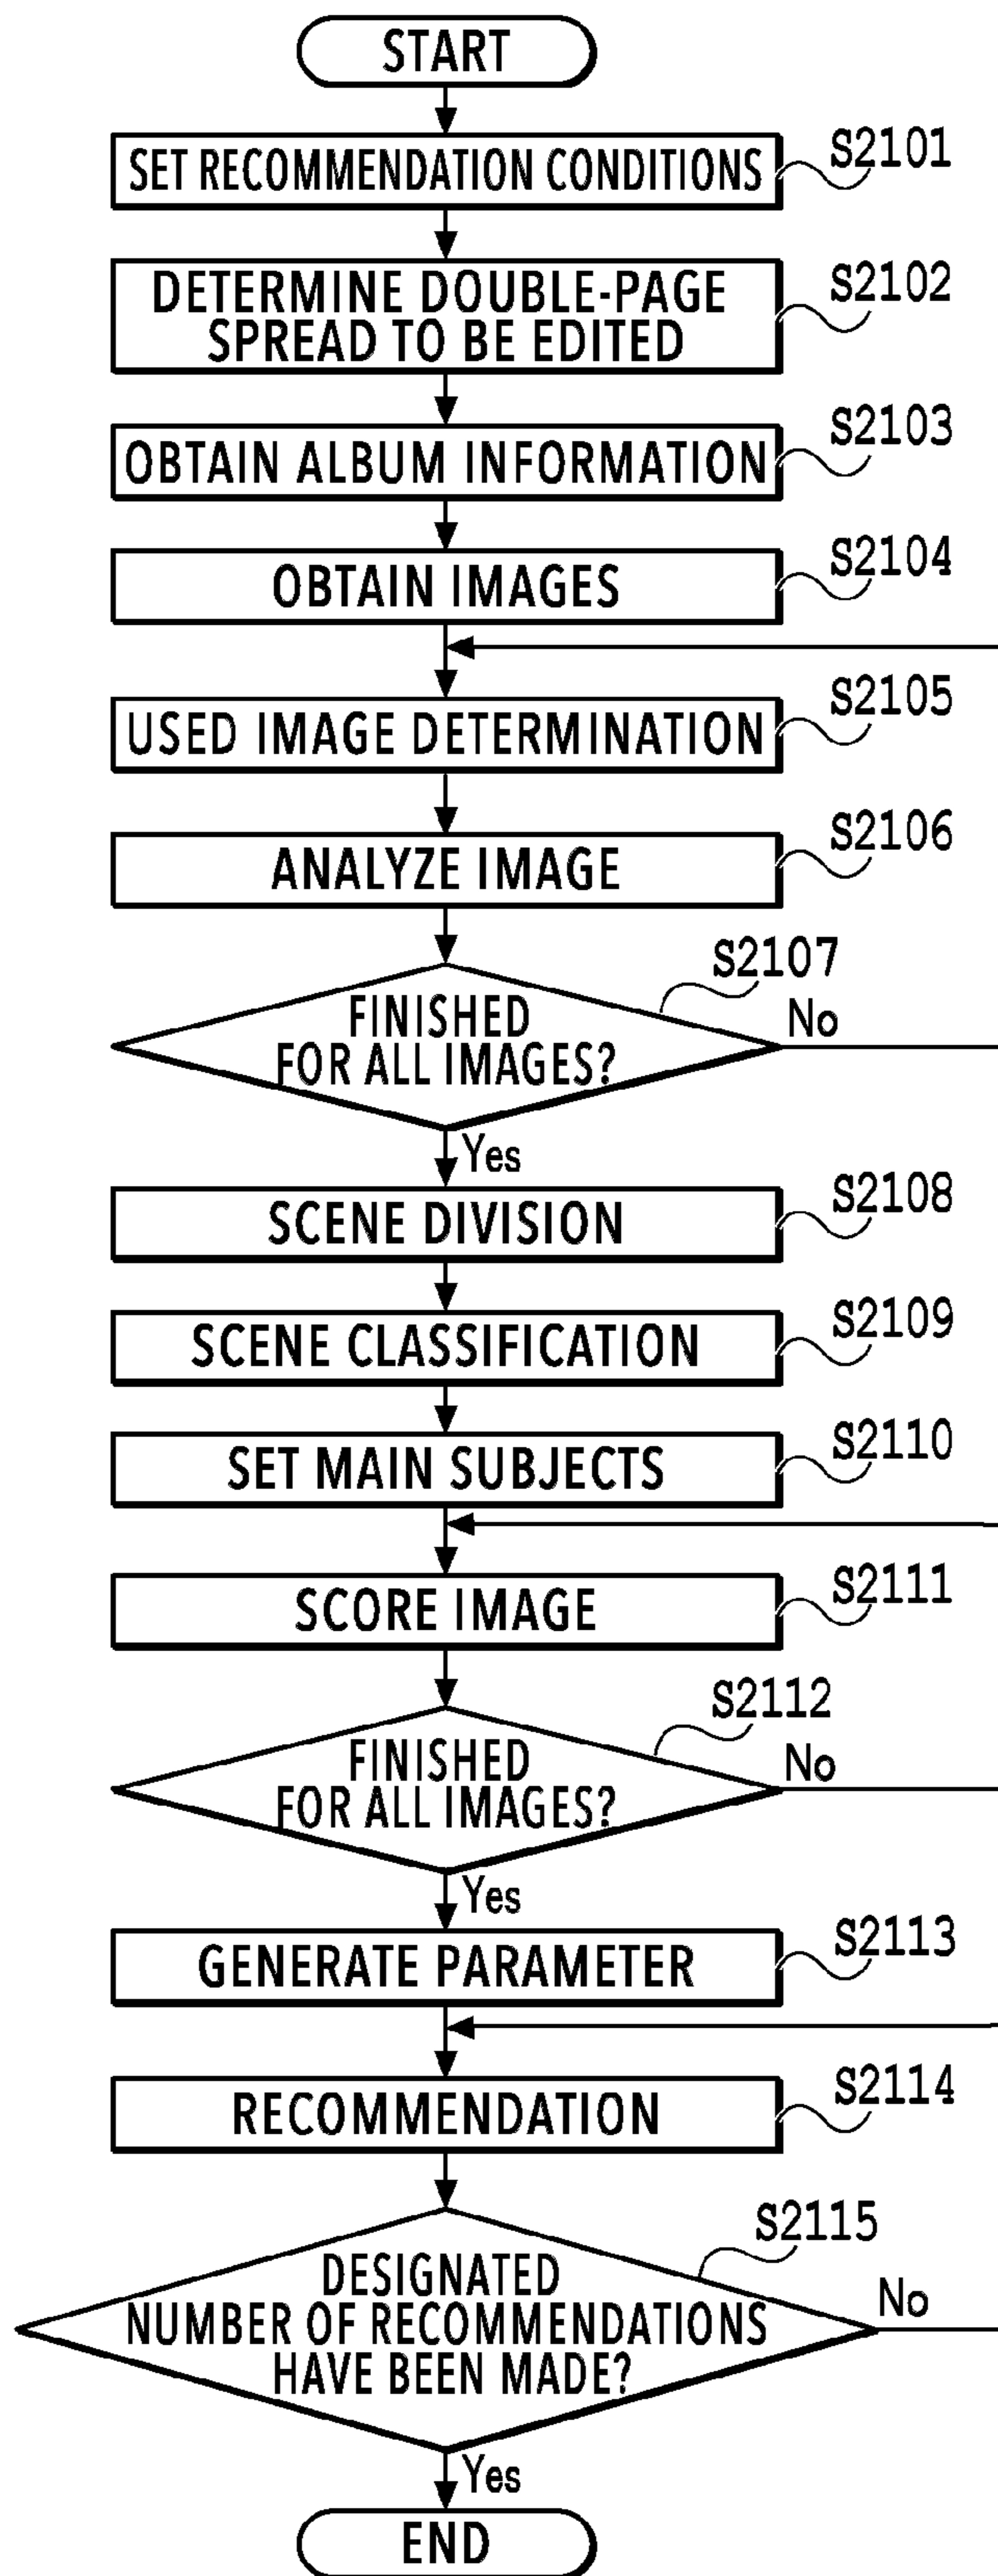 START
SET RECOMMENDATION CONDITIONS
S2101
DETERMINE DOUBLE-PAGE
SPREAD TO BE EDITED
S2102
OBTAIN ALBUM INFORMATION
S2103
OBTAIN IMAGES
S2104
USED IMAGE DETERMINATION
S2105
ANALYZE IMAGE
S2106
S2107
FINISHED
FOR ALL IMAGES?
No
Yes
SCENE DIVISION
S2108
SCENE CLASSIFICATION
S2109
SET MAIN SUBJECTS
S2110
SCORE IMAGE
S2111
S2112
FINISHED
FOR ALL IMAGES?
No
Yes
GENERATE PARAMETER
S2113
RECOMMENDATION
S2114
S2115
DESIGNATED
NUMBER OF RECOMMENDATIONS
HAVE BEEN MADE?
No
Yes
END